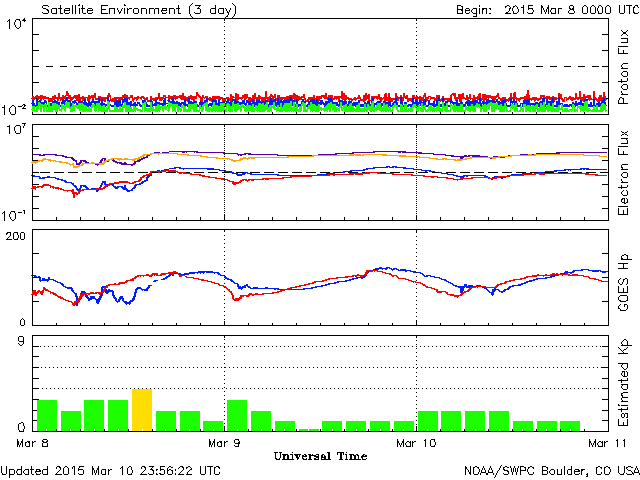 Satellite Environment (3 day) Begin: 2015 Mar 8 0000 UTC
10^4
10^-2
Proton Flux
10^7
10^-1
Electron Flux
200
0
GOES Hp
9
0
Estimated Kp
Mar 8 Mar 9 Mar 10 Mar 11
Universal Time
Updated 2015 Mar 10 23:56:22 UTC NOAA/SWPC Boulder, CO USA